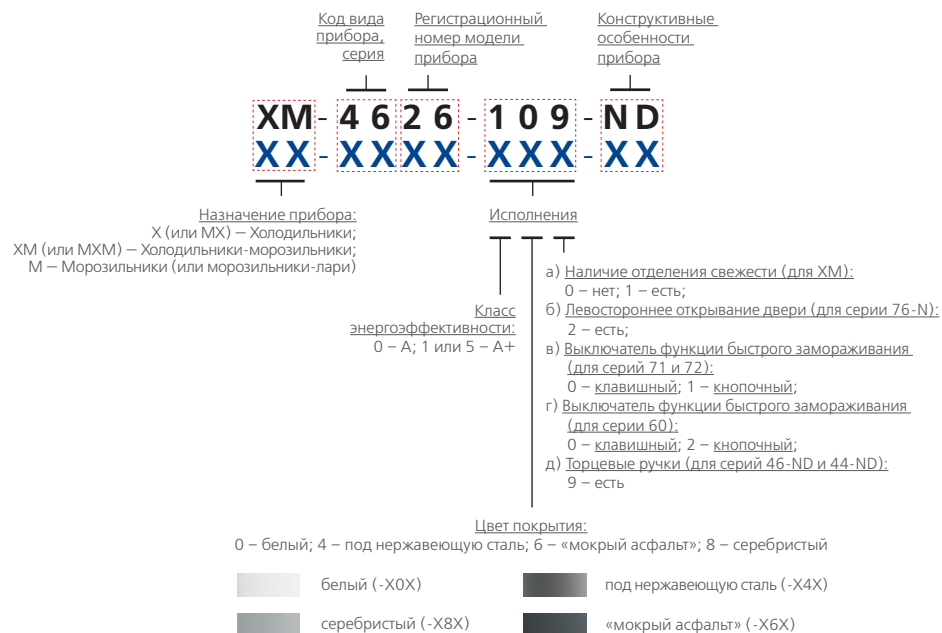 Код вида
прибора,
серия
Регистрационный
номер модели
прибора
Конструктивные
особенности
прибора
ХМ - 4 6 2 6 - 1 0 9 - N D
Х Х - Х Х Х Х - Х Х Х - Х Х
Назначение прибора:
Х (или МХ) – Холодильники;
ХМ (или МХМ) – Холодильники-морозильники;
М – Морозильники (или морозильники-лари)
Исполнения
Класс
энергоэффективности:
0 – А; 1 или 5 – А+
а) Наличие отделения свежести (для ХМ):
0 – нет; 1 – есть;
б) Левостороннее открывание двери (для серии 76-N):
2 – есть;
в) Выключатель функции быстрого замораживания
(для серий 71 и 72):
0 – клавишный; 1 – кнопочный;
г) Выключатель функции быстрого замораживания
(для серии 60):
0 – клавишный; 2 – кнопочный;
д) Торцевые ручки (для серий 46-ND и 44-ND):
9 – есть
Цвет покрытия:
0 – белый; 4 – под нержавеющую сталь; 6 – «мокрый асфальт»; 8 – серебристый
белый (-Х0Х)
под нержавеющую сталь (-Х4Х)
серебристый (-Х8Х)
«мокрый асфальт» (-Х6Х)